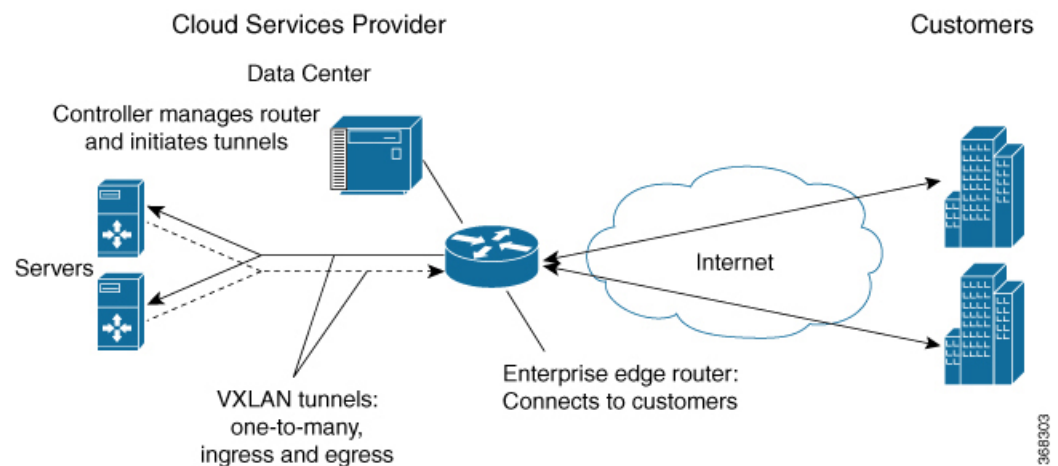 Cloud Services Provider
Customers
Data Center
Controller manages router
and initiates tunnels
Servers
Internet
VXLAN tunnels:
one-to-many,
ingress and egress
Enterprise edge router:
Connects to customers
368303